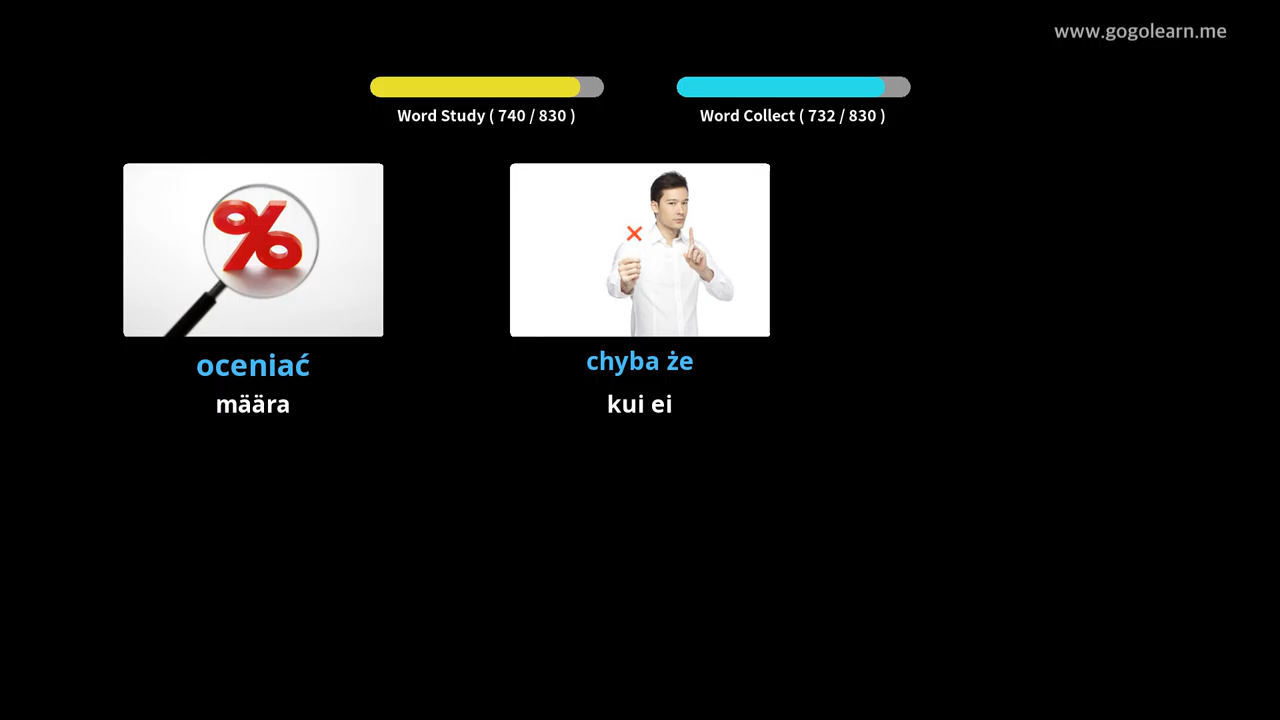 www.gogolearn.me
Word Study ( 740 / 830 )
Word Collect ( 732 / 830 )
oceniać
määra
chyba że
kui ei